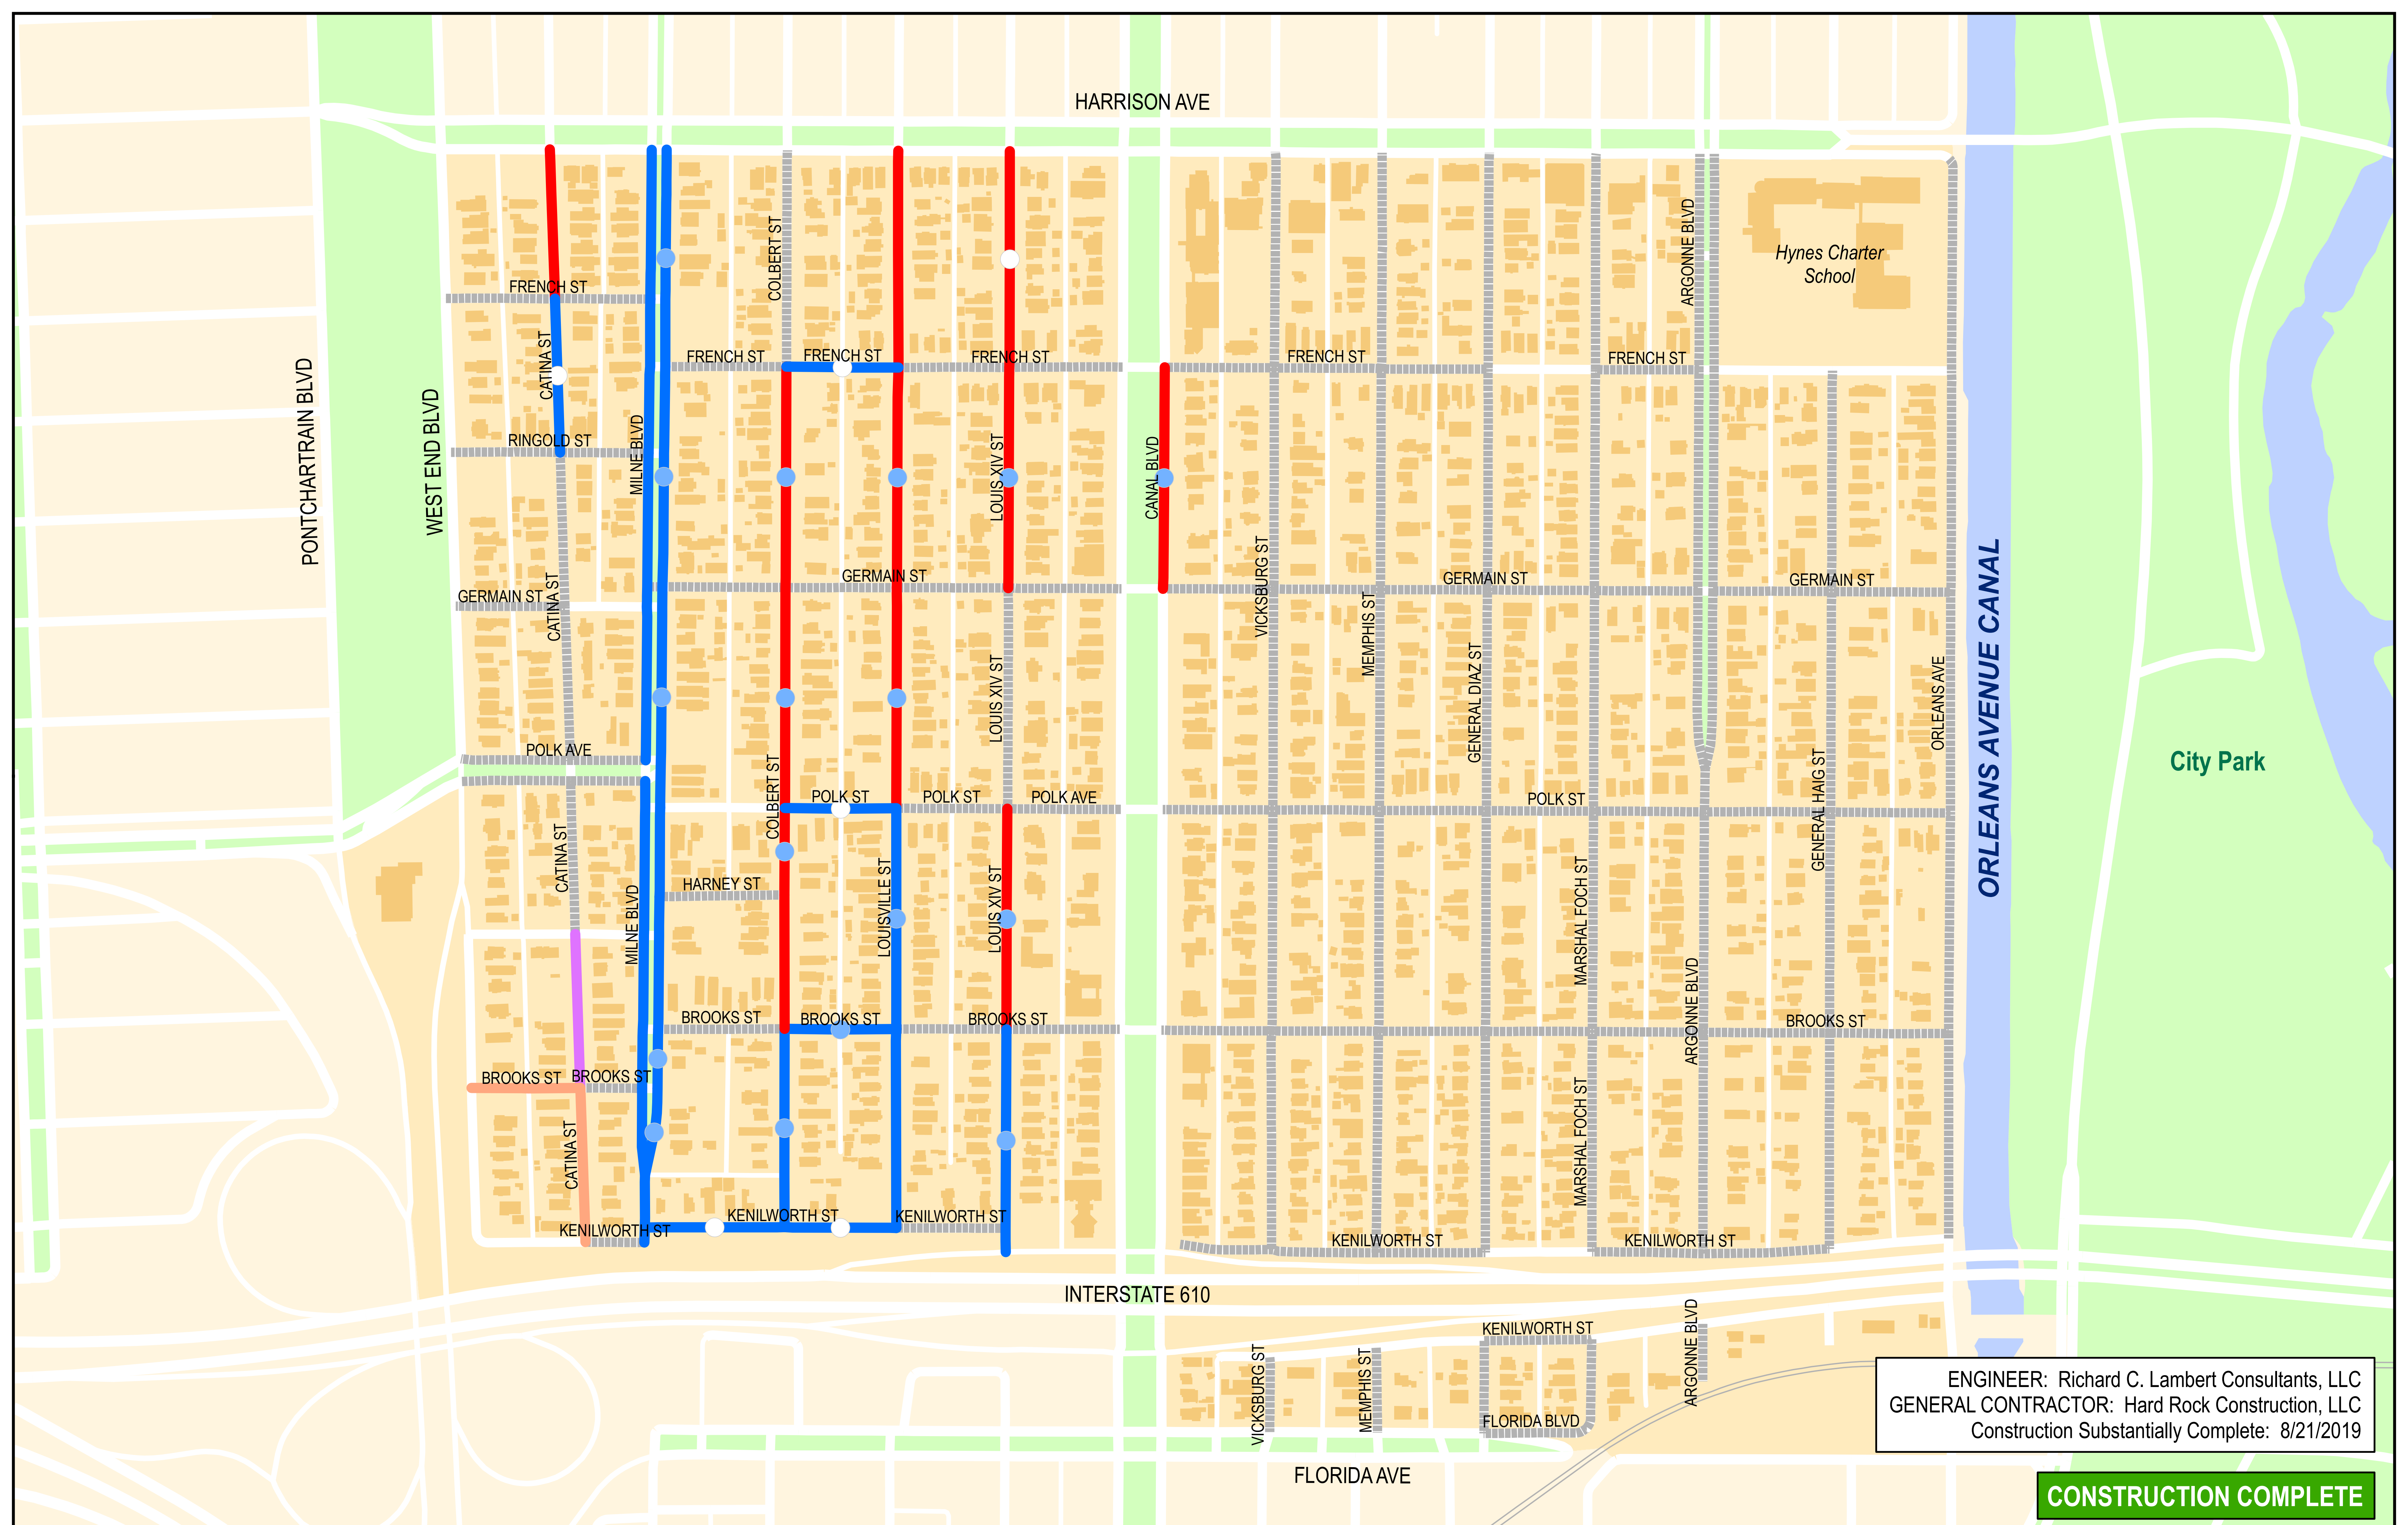 HARRISON AVE
COLBERT ST
ARGONNE BLVD
Hynes Charter
School
FRENCH ST
CATINA ST
FRENCH ST
FRENCH ST
FRENCH ST
FRENCH ST
FRENCH ST
PONTCHARTRAIN BLVD
WEST END BLVD
RINGOLD ST
MILNE BLVD
LOUIS XIV ST
CANAL BLVD
VICKSBURG ST
GERMAIN ST
CATINA ST
GERMAIN ST
MEMPHIS ST
GERMAIN ST
GERMAIN ST
ORLEANS AVENUE CANAL
LOUIS XIV ST
GENERAL DIAZ ST
ORLEANS AVE
POLK AVE
COLBERT ST
POLK ST
POLK ST
POLK AVE
POLK ST
GENERAL HAIG ST
City Park
CATINA ST
MILNE BLVD
HARNEY ST
LOUISVILLE ST
LOUIS XIV ST
MARSHAL FOCH ST
ARGONNE BLVD
BROOKS ST
BROOKS ST
BROOKS ST
BROOKS ST
BROOKS ST
BROOKS ST
CATINA ST
MARSHAL FOCH ST
KENILWORTH ST
KENILWORTH ST
KENILWORTH ST
KENILWORTH ST
KENILWORTH ST
INTERSTATE 610
KENILWORTH ST
VICKSBURG ST
MEMPHIS ST
ARGONNE BLVD
FLORIDA BLVD
FLORIDA AVE
ENGINEER: Richard C. Lambert Consultants, LLC
GENERAL CONTRACTOR: Hard Rock Construction, LLC
Construction Substantially Complete: 8/21/2019
CONSTRUCTION COMPLETE